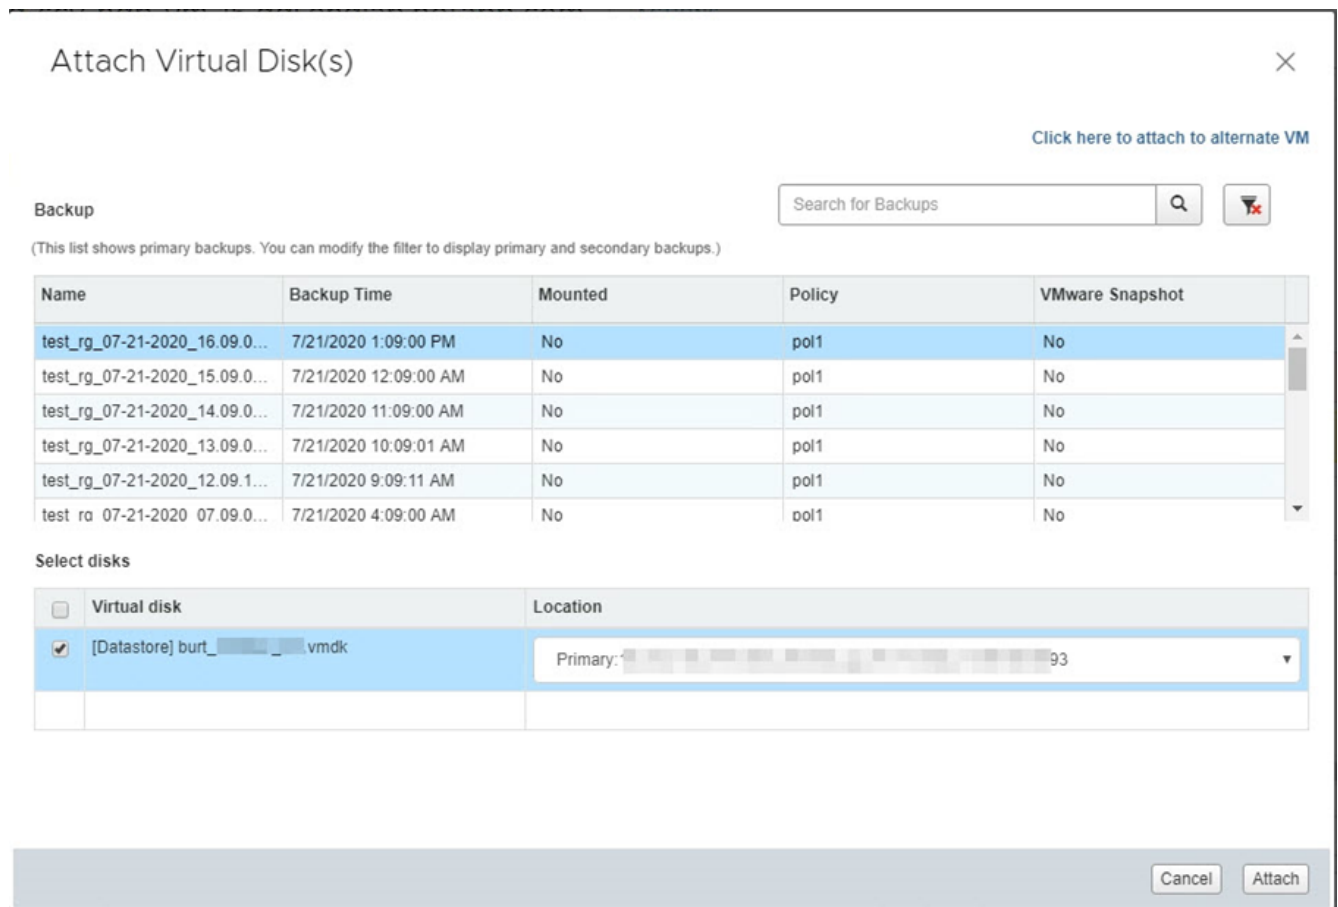 Attach Virtual Disk(s)
Click here to attach to alternate VM
Backup
Search for Backups
(This list shows primary backups. You can modify the filter to display primary and secondary backups.)
Name Backup Time Mounted Policy VMware Snapshot
test_rg_07-21-2020_16.09.0... 7/21/2020 1:09:00 PM No pol1 No
test_rg_07-21-2020_15.09.0... 7/21/2020 12:09:00 AM No pol1 No
test_rg_07-21-2020_14.09.0... 7/21/2020 11:09:00 AM No pol1 No
test_rg_07-21-2020_13.09.0... 7/21/2020 10:09:01 AM No pol1 No
test_rg_07-21-2020_12.09.1... 7/21/2020 9:09:11 AM No pol1 No
test_rg_07-21-2020_07.09.0... 7/21/2020 4:09:00 AM No pol1 No
Select disks
Virtual disk Location
[Datastore] burt_ _ .vmdk Primary: 93
Cancel Attach